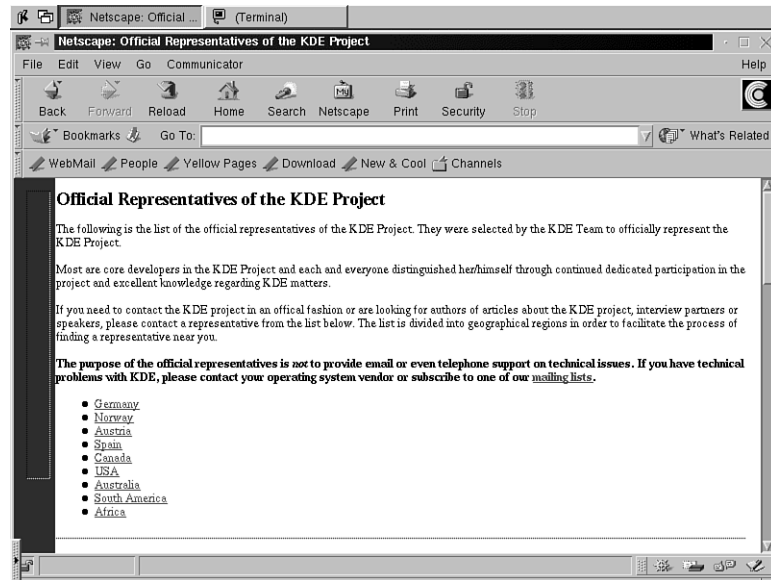 Netscape: Official ...
(Terminal)
Netscape: Official Representatives of the KDE Project
File Edit View Go Communicator Help
Back Forward Reload Home Search Netscape Print Security Stop
Bookmarks Go To: What's Related
WebMail People Yellow Pages Download New & Cool Channels
Official Representatives of the KDE Project
The following is the list of the official representatives of the KDE Project. They were selected by the KDE Team to officially represent the
KDE Project.
Most are core developers in the KDE Project and each and everyone distinguished her/himself through continued dedicated participation in the
project and excellent knowledge regarding KDE matters.
If you need to contact the KDE project in an offical fashion or are looking for authors of articles about the KDE project, interview partners or
speakers, please contact a representative from the list below. The list is divided into geographical regions in order to facilitate the process of
finding a representative near you.
The purpose of the official representatives is not to provide email or even telephone support on technical issues. If you have technical
problems with KDE, please contact your operating system vendor or subscribe to one of our mailing lists.
Germany
Norway
Austria
Spain
Canada
USA
Australia
South America
Africa